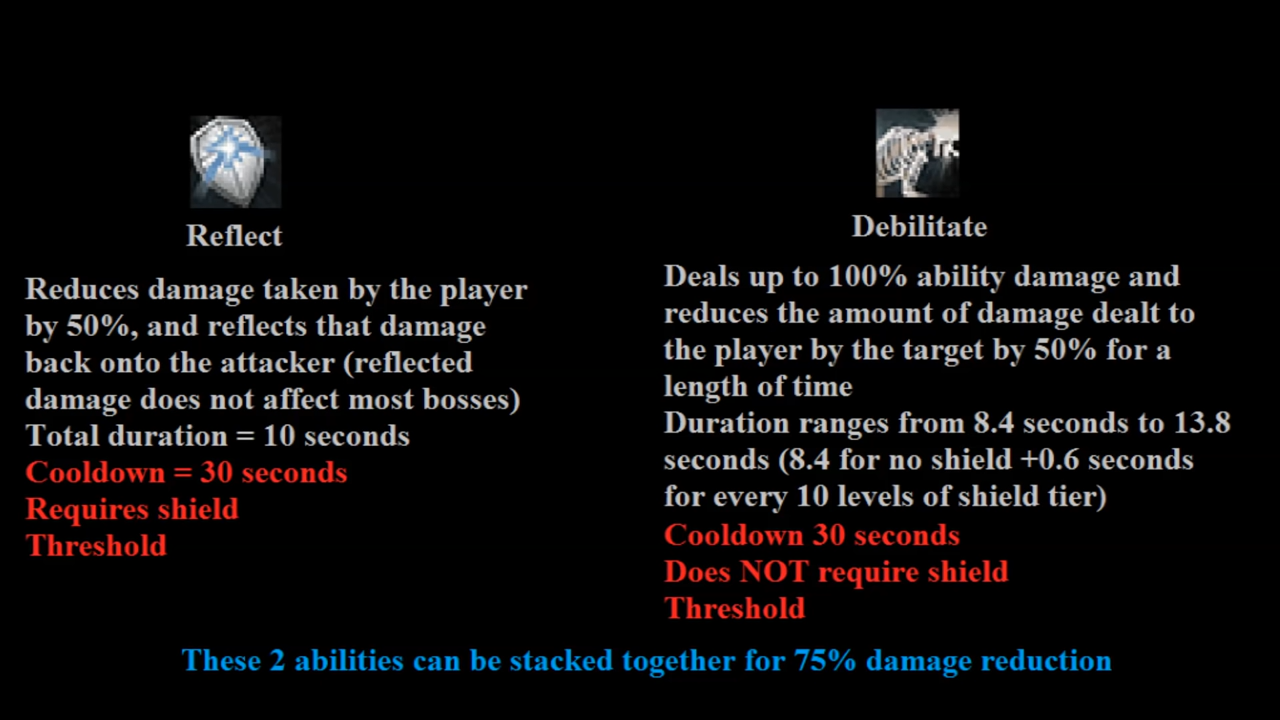 Reflect
Reduces damage taken by the player
by 50%, and reflects that damage
back onto the attacker (reflected
damage does not affect most bosses)
Total duration = 10 seconds
Cooldown = 30 seconds
Requires shield
Threshold
Debilitate
Deals up to 100% ability damage and
reduces the amount of damage dealt to
the player by the target by 50% for a
length of time
Duration ranges from 8.4 seconds to 13.8
seconds (8.4 for no shield +0.6 seconds
for every 10 levels of shield tier)
Cooldown 30 seconds
Does NOT require shield
Threshold
These 2 abilities can be stacked together for 75% damage reduction